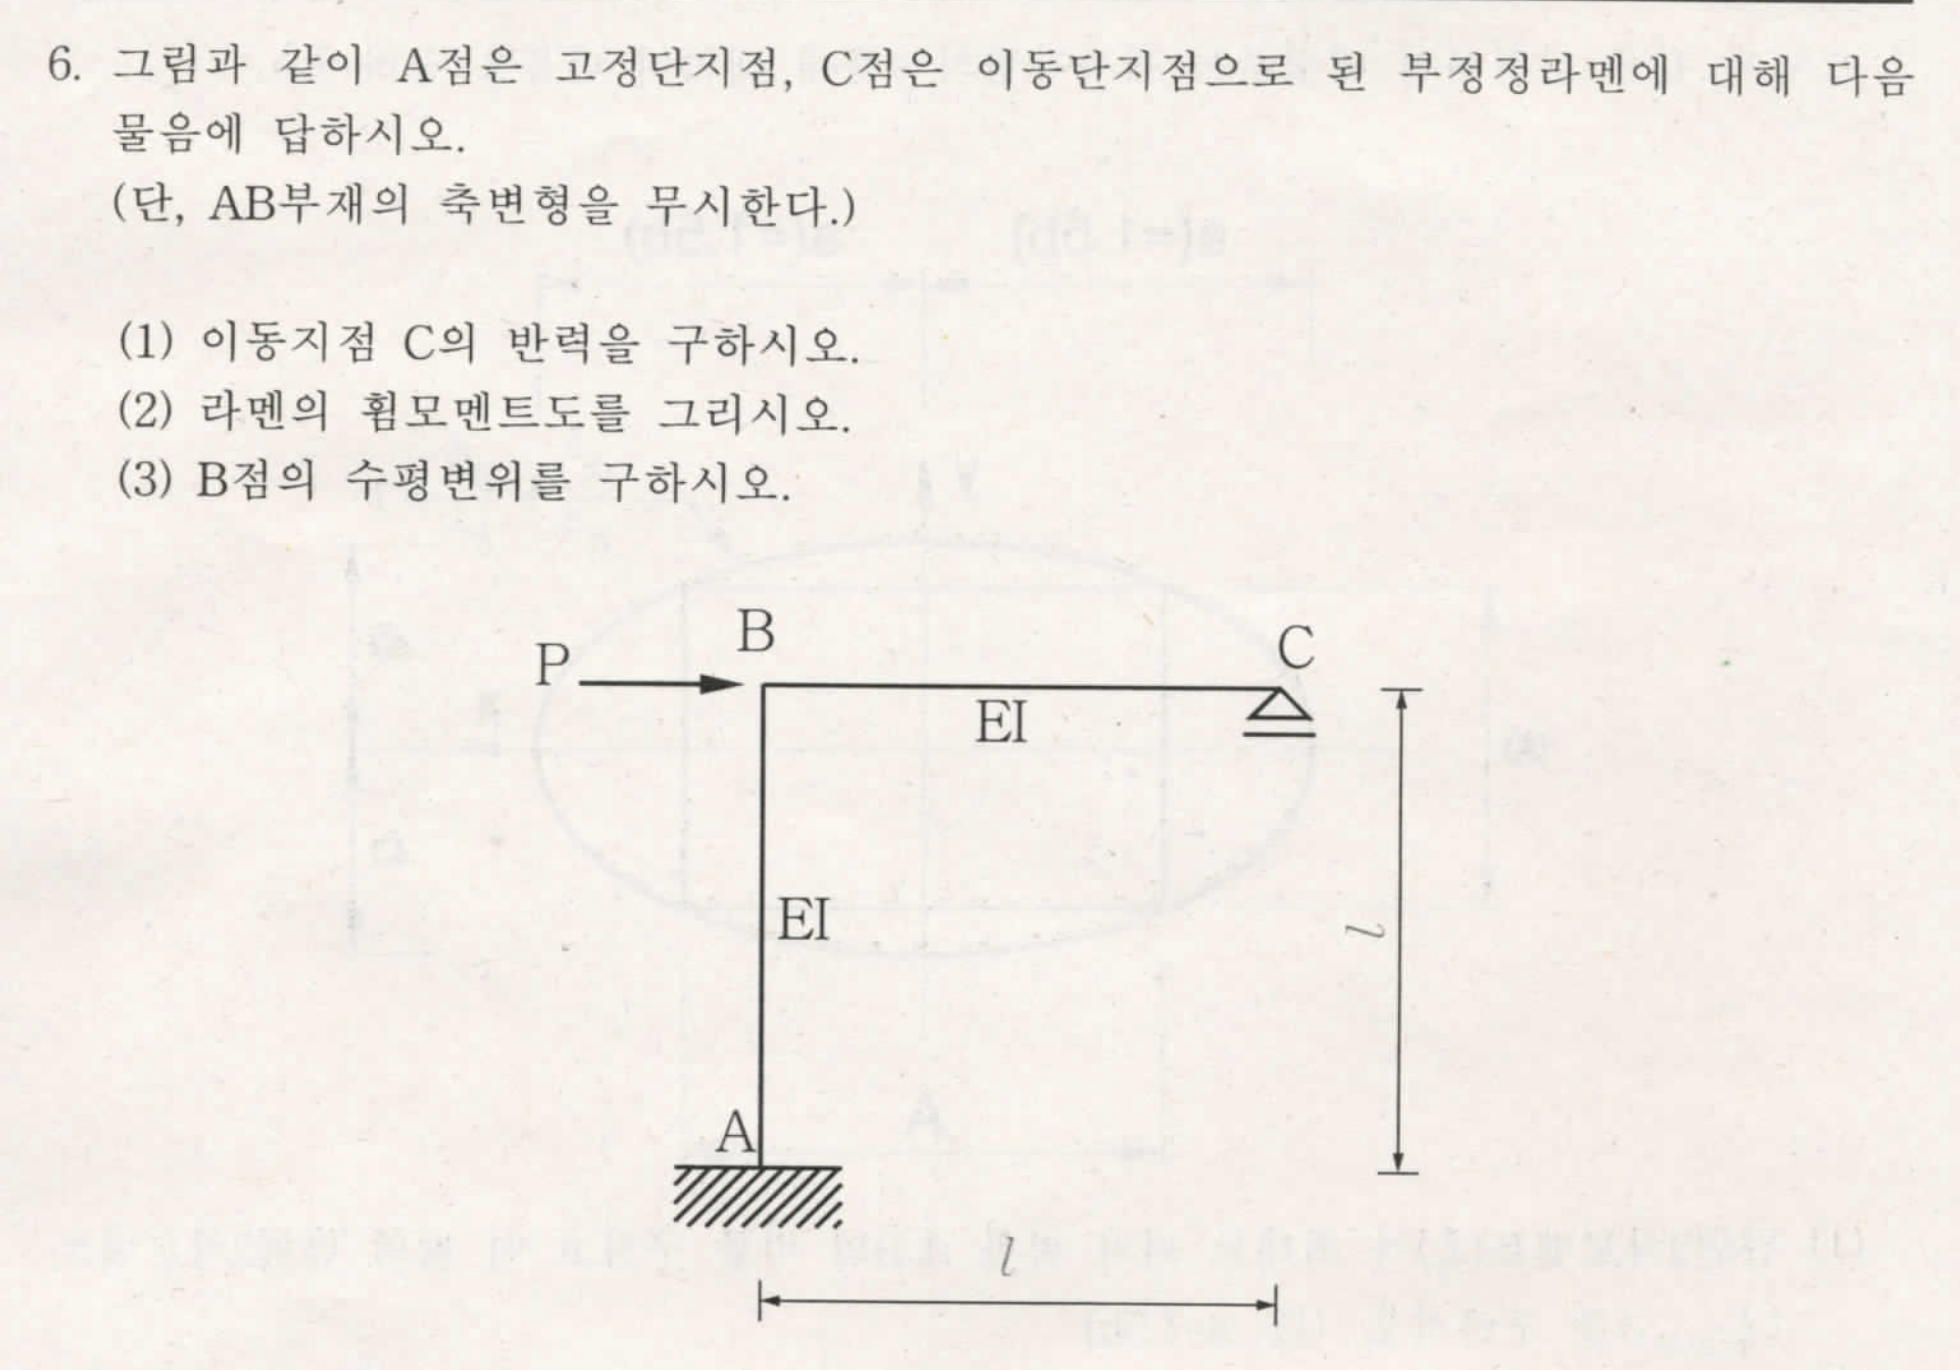 6. 그림과 같이 A점은 고정단지점, C점은 이동단지점으로 된 부정정라멘에 대해 다음
물음에 답하시오.
(단, AB부재의 축변형을 무시한다.)
(1) 이동지점 C의 반력을 구하시오.
(2) 라멘의 휨모멘트도를 그리시오.
(3) B점의 수평변위를 구하시오.
P
B
C
EI
l
EI
A
l